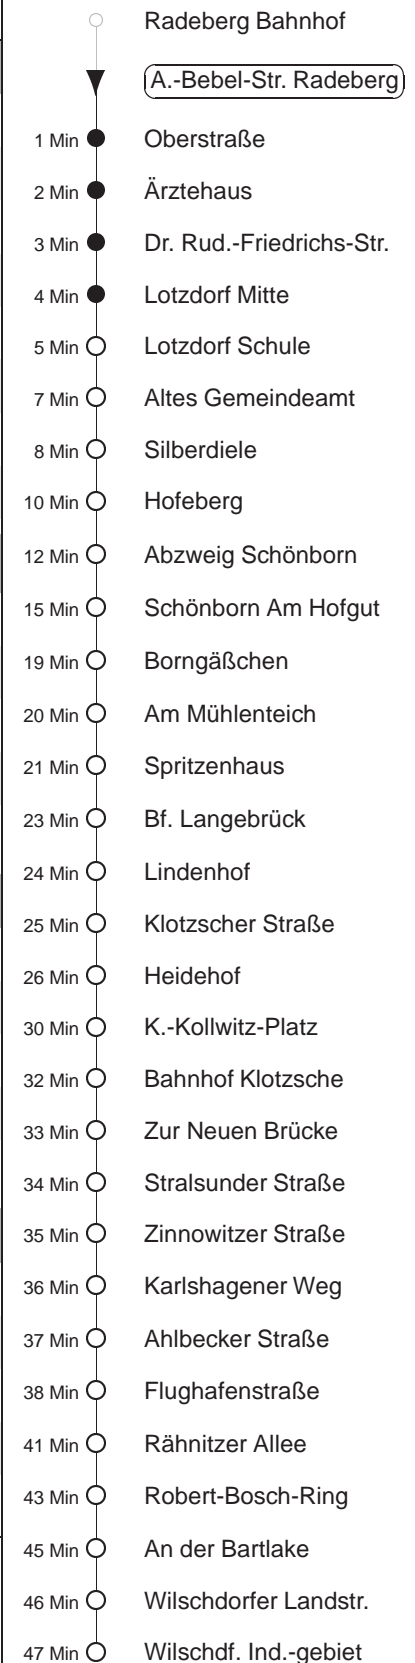 Radeberg Bahnhof
A.-Bebel-Str. Radeberg
1 Min Oberstraße
2 Min Ärztehaus
3 Min Dr. Rud.-Friedrichs-Str.
4 Min Lotzdorf Mitte
5 Min Lotzdorf Schule
7 Min Altes Gemeindeamt
8 Min Silberdiele
10 Min Hofeberg
12 Min Abzweig Schönborn
15 Min Schönborn Am Hofgut
19 Min Borngäßchen
20 Min Am Mühlenteich
21 Min Spritzenhaus
23 Min Bf. Langebrück
24 Min Lindenhof
25 Min Klotzscher Straße
26 Min Heidehof
30 Min K.-Kollwitz-Platz
32 Min Bahnhof Klotzsche
33 Min Zur Neuen Brücke
34 Min Stralsunder Straße
35 Min Zinnowitzer Straße
36 Min Karlshagener Weg
37 Min Ahlbecker Straße
38 Min Flughafenstraße
41 Min Rähnitzer Allee
43 Min Robert-Bosch-Ring
45 Min An der Bartlake
46 Min Wilschdorfer Landstr.
47 Min Wilschdf. Ind.-gebiet